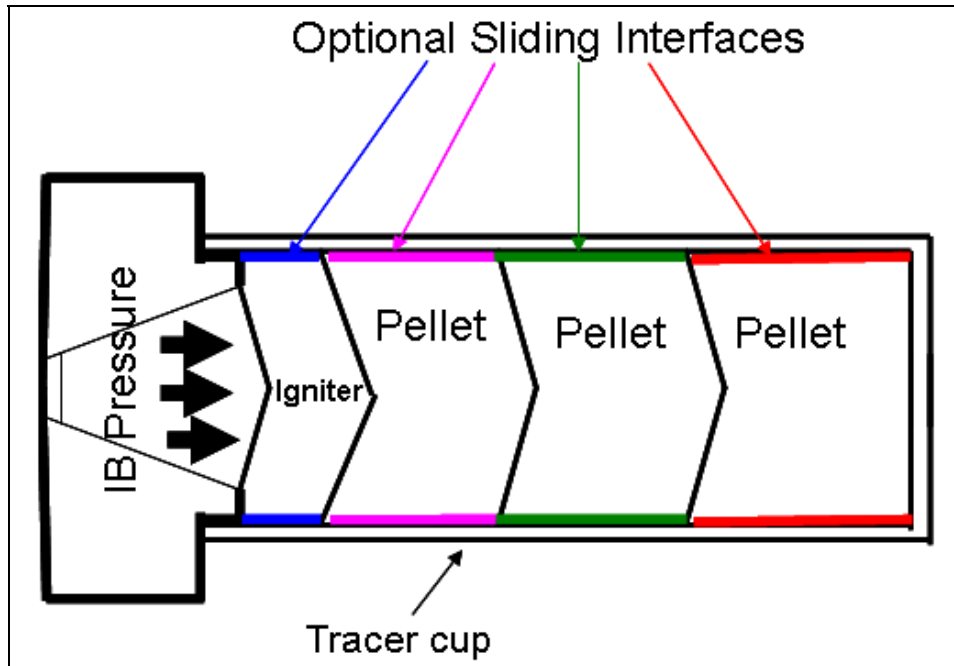 Optional Sliding Interfaces
IB Pressure
Igniter
Pellet
Pellet
Pellet
Tracer cup